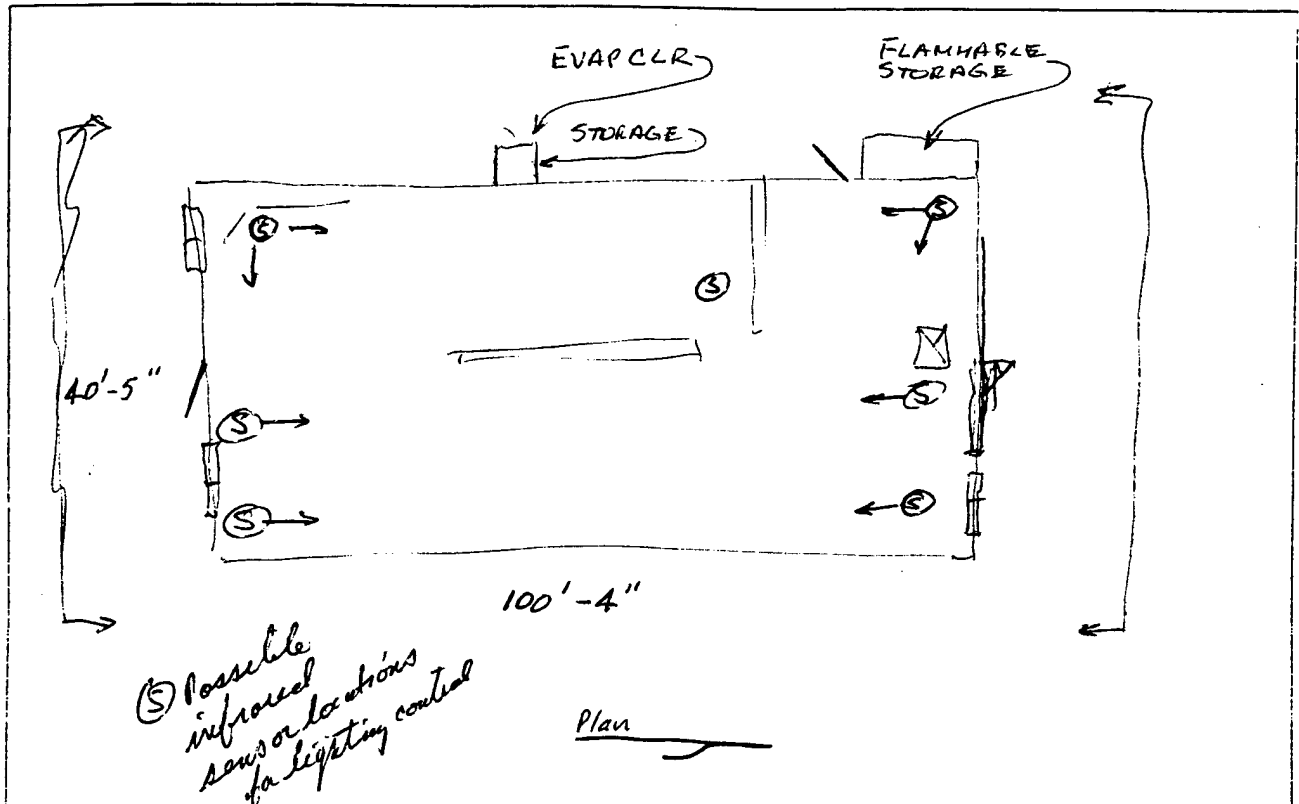 EVAP CLR
STORAGE
FLAMMABLE
STORAGE
S
S
S
40'-5"
S
S
S
S
100'-4"
S Possible
infrared
sensor locations
for lighting control
Plan